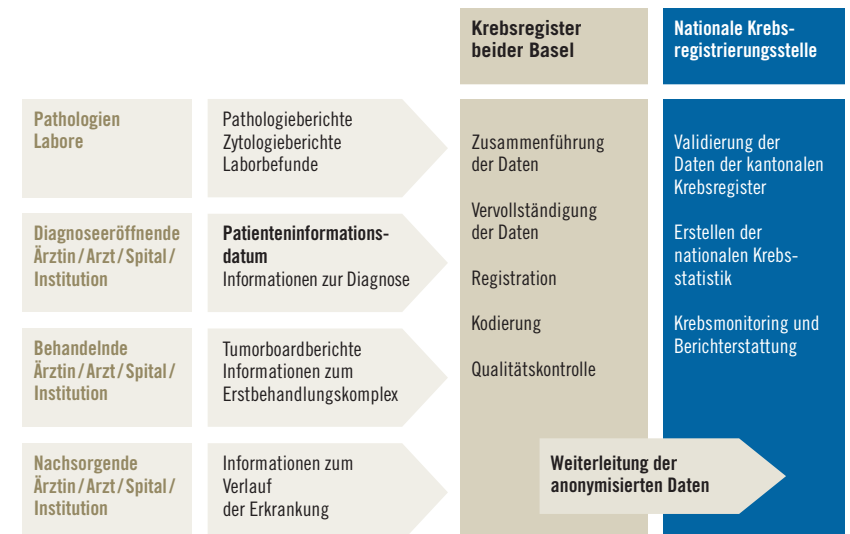 Krebsregister
beider Basel
Nationale Krebs-
registrierungsstelle
Pathologien
Labore
Pathologieberichte
Zytologieberichte
Laborbefunde
Diagnoseeröffnende
Ärztin / Arzt / Spital /
Institution
Patienteninformations-
datum
Informationen zur Diagnose
Behandelnde
Ärztin / Arzt / Spital /
Institution
Tumorboardberichte
Informationen zum
Erstbehandlungskomplex
Nachsorgende
Ärztin / Arzt / Spital /
Institution
Informationen zum
Verlauf
der Erkrankung
Zusammenführung
der Daten
Vervollständigung
der Daten
Registration
Kodierung
Qualitätskontrolle
Validierung der
Daten der kantonalen
Krebsregister
Erstellen der
nationalen Krebs-
statistik
Krebsmonitoring und
Berichterstattung
Weiterleitung der
anonymisierten Daten